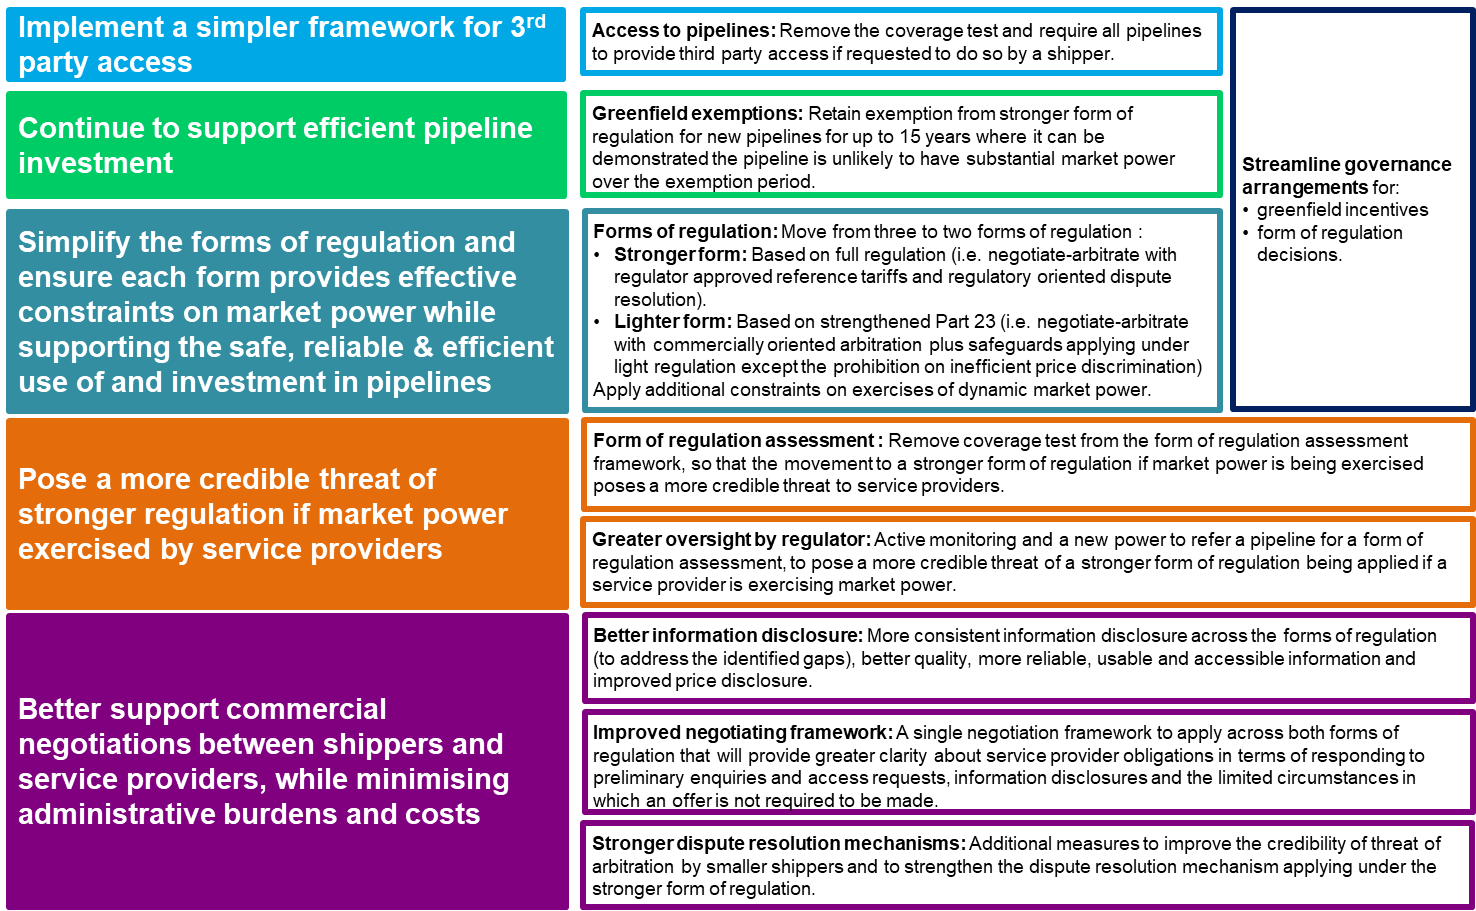 Implement a simpler framework for 3rd
party access
Access to pipelines: Remove the coverage test and require all pipelines
to provide third party access if requested to do so by a shipper.
Continue to support efficient pipeline
investment
Greenfield exemptions: Retain exemption from stronger form of
regulation for new pipelines for up to 15 years where it can be
demonstrated the pipeline is unlikely to have substantial market power
over the exemption period.
Simplify the forms of regulation and
ensure each form provides effective
constraints on market power while
supporting the safe, reliable & efficient
use of and investment in pipelines
Forms of regulation: Move from three to two forms of regulation :
• Stronger form: Based on full regulation (i.e. negotiate-arbitrate with
regulator approved reference tariffs and regulatory oriented dispute
resolution).
• Lighter form: Based on strengthened Part 23 (i.e. negotiate-arbitrate
with commercially oriented arbitration plus safeguards applying under
light regulation except the prohibition on inefficient price discrimination)
Apply additional constraints on exercises of dynamic market power.
Streamline governance
arrangements for:
• greenfield incentives
• form of regulation
decisions.
Pose a more credible threat of
stronger regulation if market power
exercised by service providers
Form of regulation assessment : Remove coverage test from the form of regulation assessment
framework, so that the movement to a stronger form of regulation if market power is being exercised
poses a more credible threat to service providers.
Greater oversight by regulator: Active monitoring and a new power to refer a pipeline for a form of
regulation assessment, to pose a more credible threat of a stronger form of regulation being applied if a
service provider is exercising market power.
Better support commercial
negotiations between shippers and
service providers, while minimising
administrative burdens and costs
Better information disclosure: More consistent information disclosure across the forms of regulation
(to address the identified gaps), better quality, more reliable, usable and accessible information and
improved price disclosure.
Improved negotiating framework: A single negotiation framework to apply across both forms of
regulation that will provide greater clarity about service provider obligations in terms of responding to
preliminary enquiries and access requests, information disclosures and the limited circumstances in
which an offer is not required to be made.
Stronger dispute resolution mechanisms: Additional measures to improve the credibility of threat of
arbitration by smaller shippers and to strengthen the dispute resolution mechanism applying under the
stronger form of regulation.